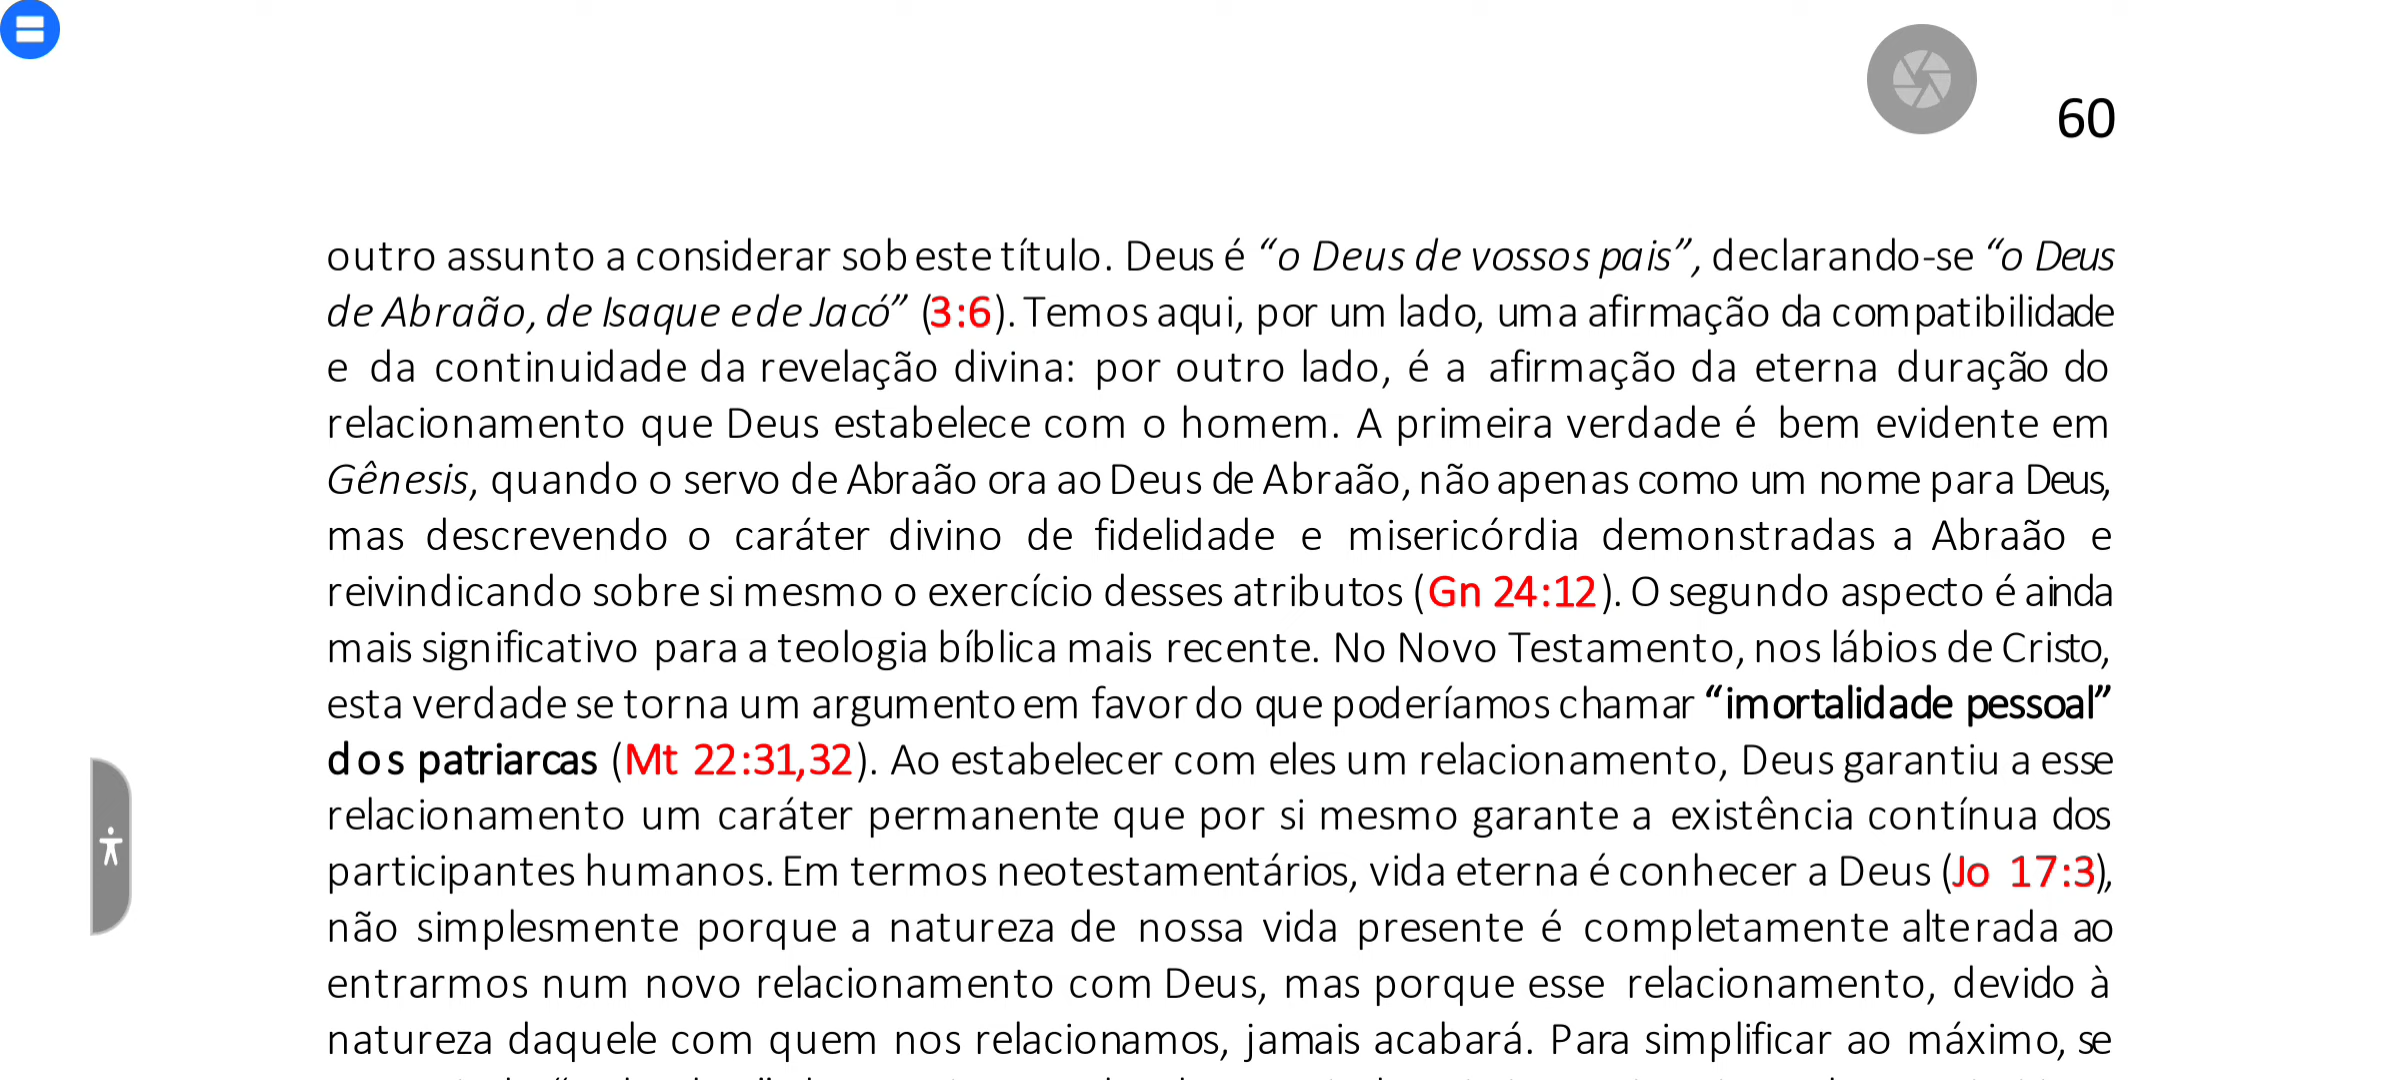 60
outro assunto a considerar sob este título. Deus é “o Deus de vossos pais”, declarando-se “o Deus
de Abraão, de Isaque e de Jacó” (3:6). Temos aqui, por um lado, uma afirmação da compatibilidade
e da continuidade da revelação divina: por outro lado, é a afirmação da eterna duração do
relacionamento que Deus estabelece com o homem. A primeira verdade é bem evidente em
Gênesis, quando o servo de Abraão ora ao Deus de Abraão, não apenas como um nome para Deus,
mas descrevendo o caráter divino de fidelidade e misericórdia demonstradas a Abraão e
reivindicando sobre si mesmo o exercício desses atributos (Gn 24:12). O segundo aspecto é ainda
mais significativo para a teologia bíblica mais recente. No Novo Testamento, nos lábios de Cristo,
esta verdade se torna um argumento em favor do que poderíamos chamar “imortalidade pessoal”
dos patriarcas (Mt 22:31,32). Ao estabelecer com eles um relacionamento, Deus garantiu a esse
relacionamento um caráter permanente que por si mesmo garante a existência contínua dos
participantes humanos. Em termos neotestamentários, vida eterna é conhecer a Deus (Jo 17:3),
não simplesmente porque a natureza de nossa vida presente é completamente alterada ao
entrarmos num novo relacionamento com Deus, mas porque esse relacionamento, devido à
natureza daquele com quem nos relacionamos, jamais acabará. Para simplificar ao máximo, se